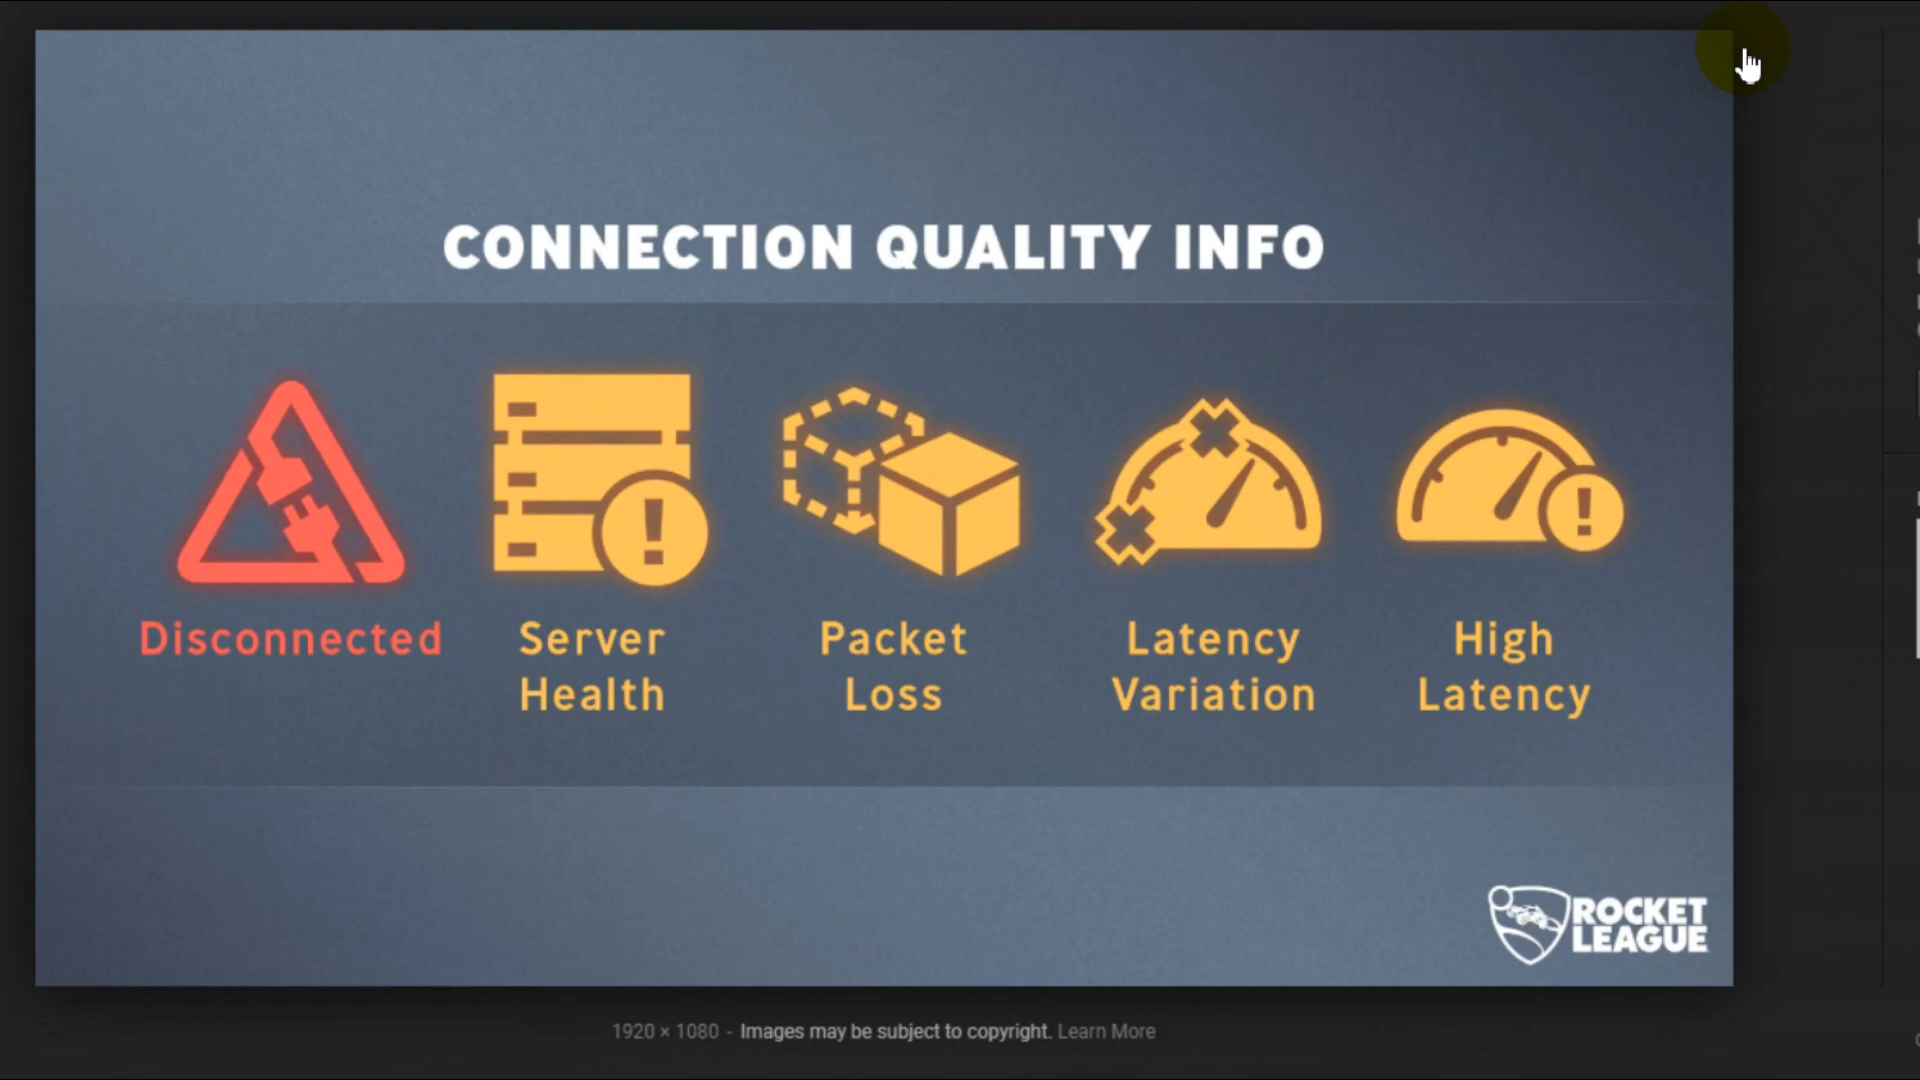 CONNECTION QUALITY INFO
Disconnected
Server
Health
Packet
Loss
Latency
Variation
High
Latency
ROCKET
LEAGUE
1920 × 1080 - Images may be subject to copyright. Learn More